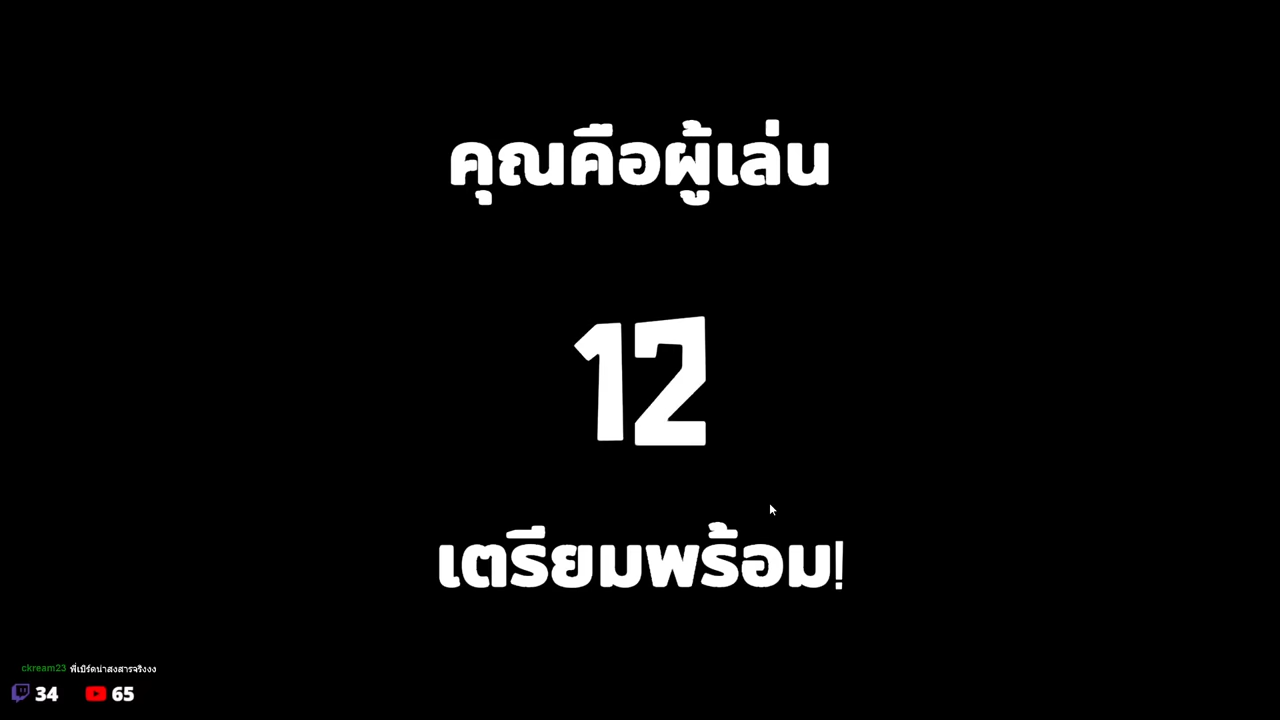 คุณคือผู้เล่น
12
เตรียมพร้อม!
ckream23 พี่เบิร์ดน่าสงสารจริงงง
34 65